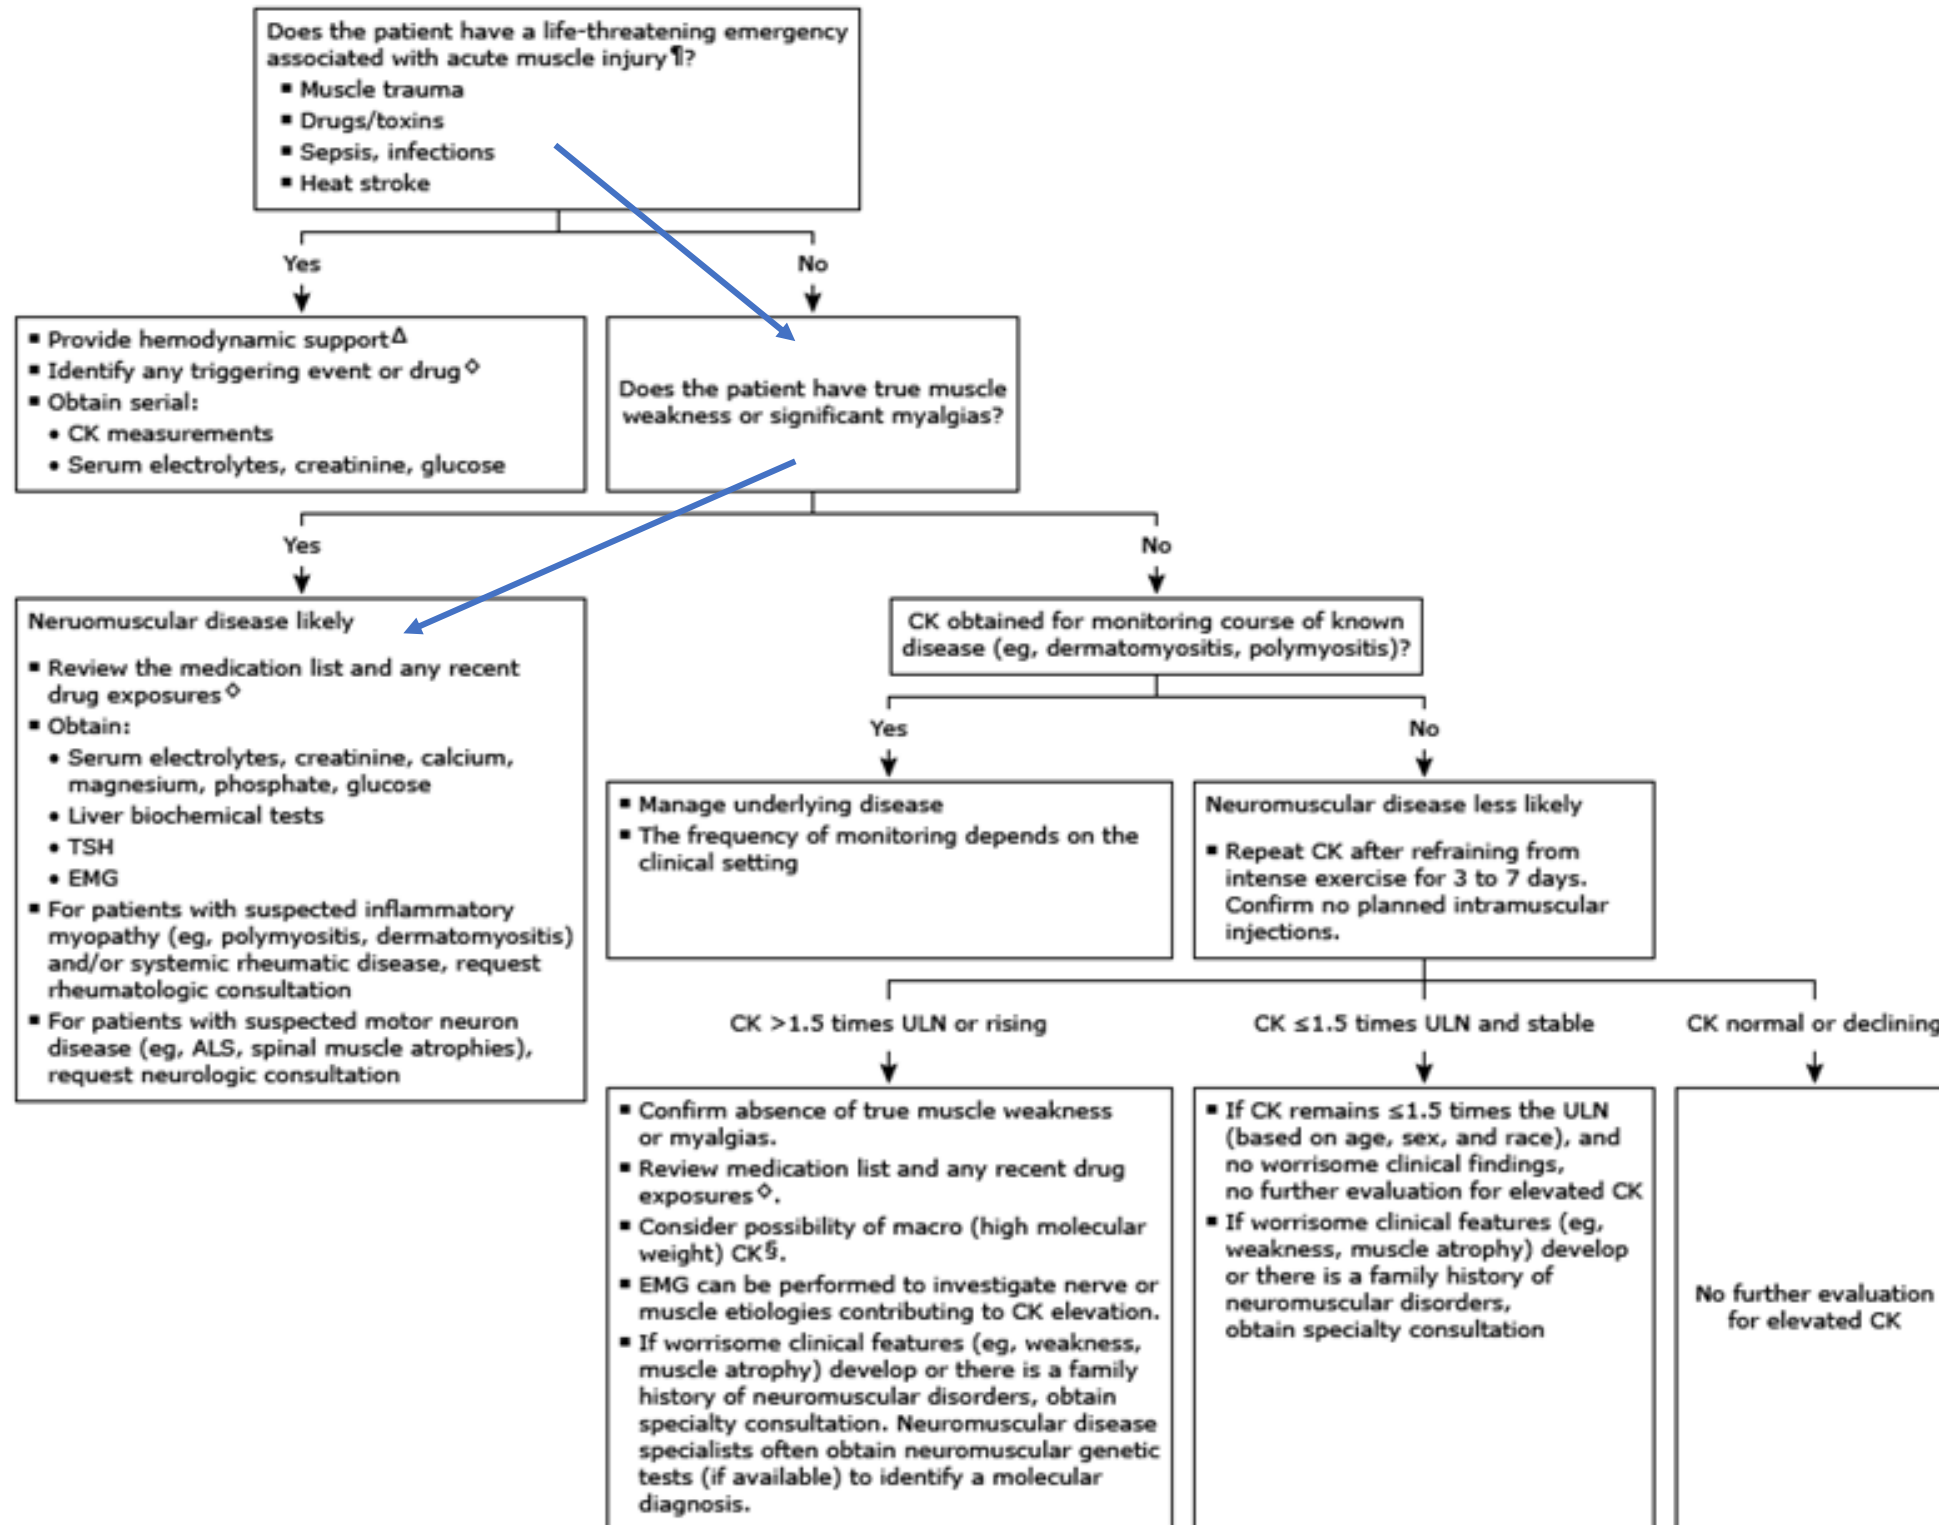 Does the patient have a life-threatening emergency
associated with acute muscle injury¶?
▪ Muscle trauma
▪ Drugs/toxins
▪ Sepsis, infections
▪ Heat stroke
Yes
No
▪ Provide hemodynamic support Δ
▪ Identify any triggering event or drug ◇
▪ Obtain serial:
• CK measurements
• Serum electrolytes, creatinine, glucose
Does the patient have true muscle
weakness or significant myalgias?
Yes
No
Neruomuscular disease likely
▪ Review the medication list and any recent
drug exposures ◇
▪ Obtain:
• Serum electrolytes, creatinine, calcium,
magnesium, phosphate, glucose
• Liver biochemical tests
• TSH
• EMG
▪ For patients with suspected inflammatory
myopathy (eg, polymyositis, dermatomyositis)
and/or systemic rheumatic disease, request
rheumatologic consultation
▪ For patients with suspected motor neuron
disease (eg, ALS, spinal muscle atrophies),
request neurologic consultation
CK obtained for monitoring course of known
disease (eg, dermatomyositis, polymyositis)?
Yes
No
▪ Manage underlying disease
▪ The frequency of monitoring depends on the
clinical setting
Neuromuscular disease less likely
▪ Repeat CK after refraining from
intense exercise for 3 to 7 days.
Confirm no planned intramuscular
injections.
CK >1.5 times ULN or rising
CK ≤1.5 times ULN and stable
CK normal or declining
▪ Confirm absence of true muscle weakness
or myalgias.
▪ Review medication list and any recent drug
exposures ◇.
▪ Consider possibility of macro (high molecular
weight) CK§.
▪ EMG can be performed to investigate nerve or
muscle etiologies contributing to CK elevation.
▪ If worrisome clinical features (eg, weakness,
muscle atrophy) develop or there is a family
history of neuromuscular disorders, obtain
specialty consultation. Neuromuscular disease
specialists often obtain neuromuscular genetic
tests (if available) to identify a molecular
diagnosis.
▪ If CK remains ≤1.5 times the ULN
(based on age, sex, and race), and
no worrisome clinical findings,
no further evaluation for elevated CK
▪ If worrisome clinical features (eg,
weakness, muscle atrophy) develop
or there is a family history of
neuromuscular disorders,
obtain specialty consultation
No further evaluation
for elevated CK